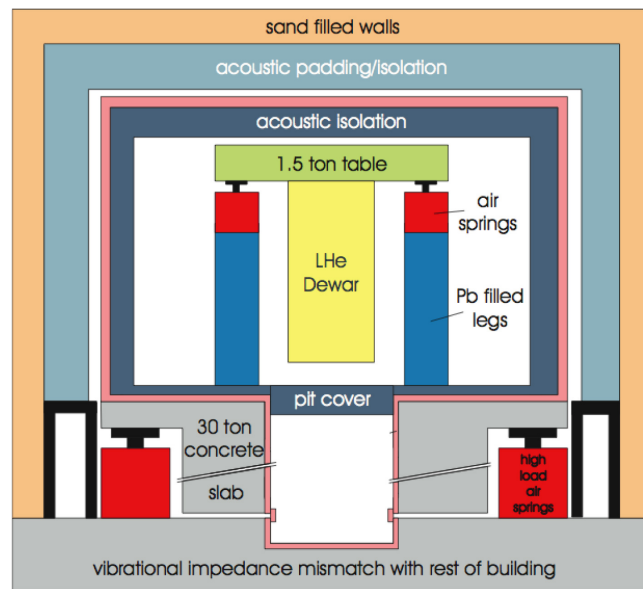 sand filled walls
acoustic padding/isolation
acoustic isolation
1.5 ton table
air
springs
LHe
Dewar
Pb filled
legs
pit cover
30 ton
concrete
slab
high
load
air
springs
vibrational impedance mismatch with rest of building